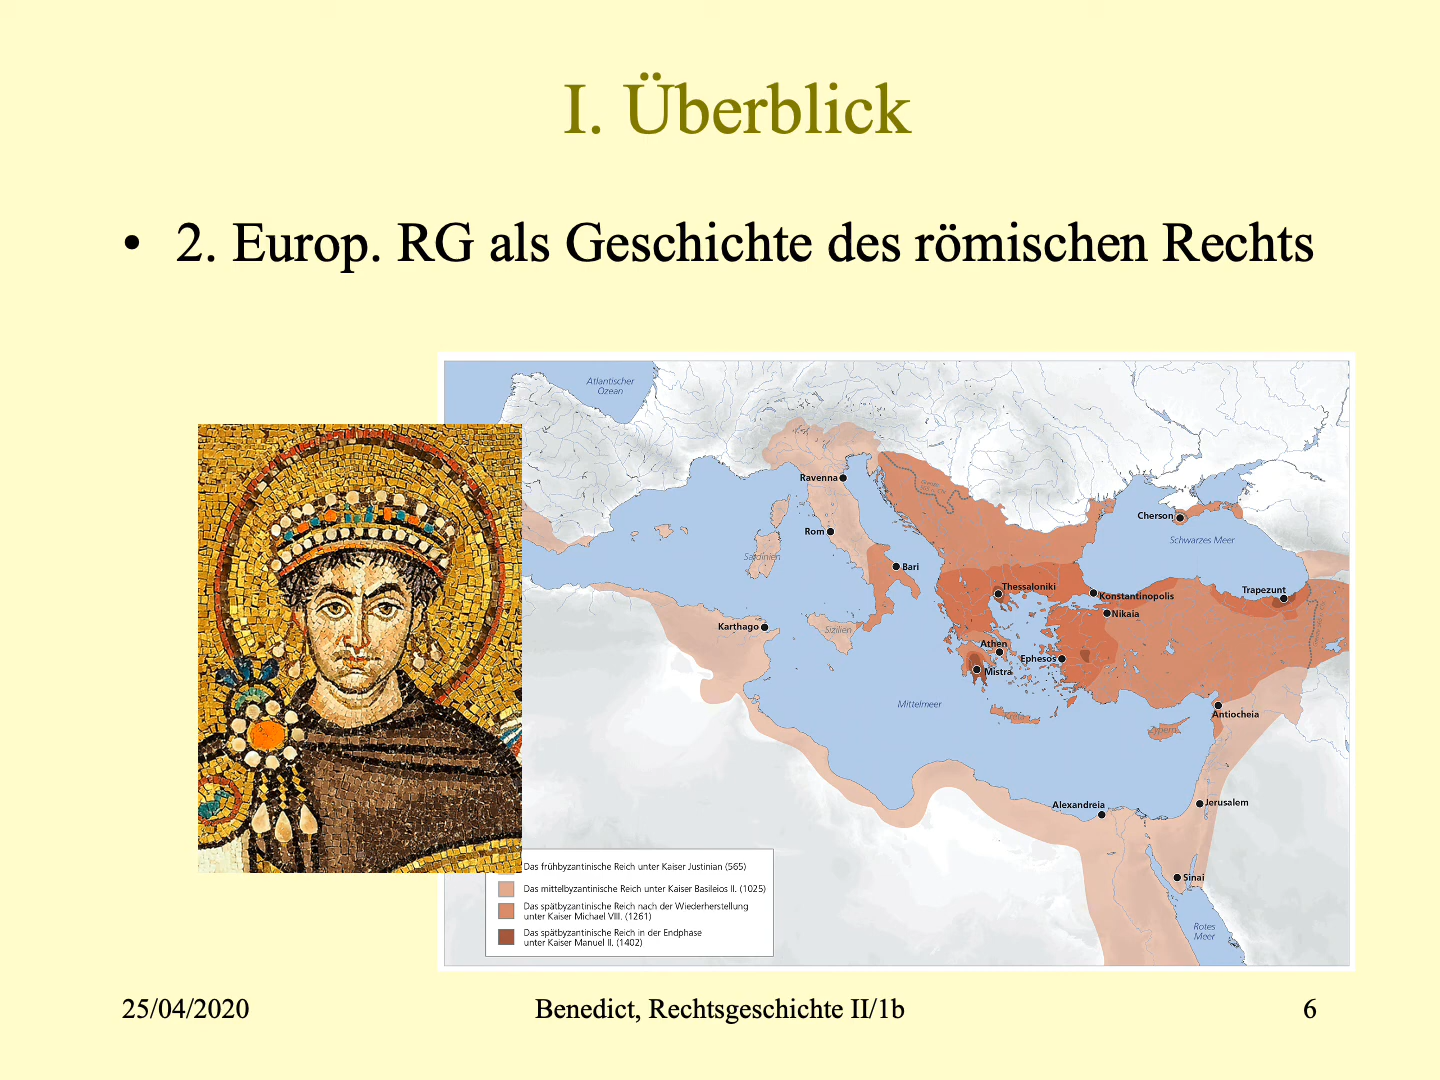 I. Überblick
• 2. Europ. RG als Geschichte des römischen Rechts
Atlantischer
Ozean
Ravenna
Cherson
Rom
Schwarzes Meer
Sardinien
Bari
Thessaloniki
Trapezunt
Konstantinopolis
Nikaia
Karthago
Sizilien
Athen
Ephesos
Mistra
Mittelmeer
Antiocheia
Zypern
Alexandreia
Jerusalem
Sinai
Rotes
Meer
Das frühbyzantinische Reich unter Kaiser Justinian (565)
Das mittelbyzantinische Reich unter Kaiser Basileios II. (1025)
Das spätbyzantinische Reich nach der Wiederherstellung
unter Kaiser Michael VIII. (1261)
Das spätbyzantinische Reich in der Endphase
unter Kaiser Manuel II. (1402)
25/04/2020
Benedict, Rechtsgeschichte II/1b
6